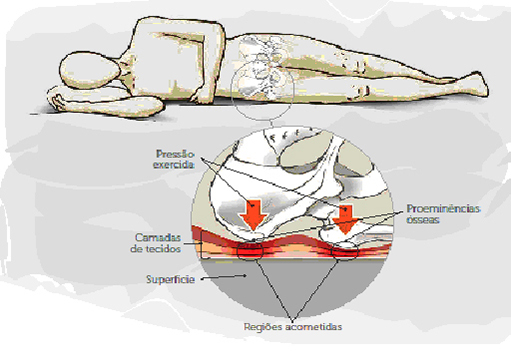 Pressão
exercida
Proeminências
ósseas
Camadas
de tecidos
Superfície
Regiões acometidas